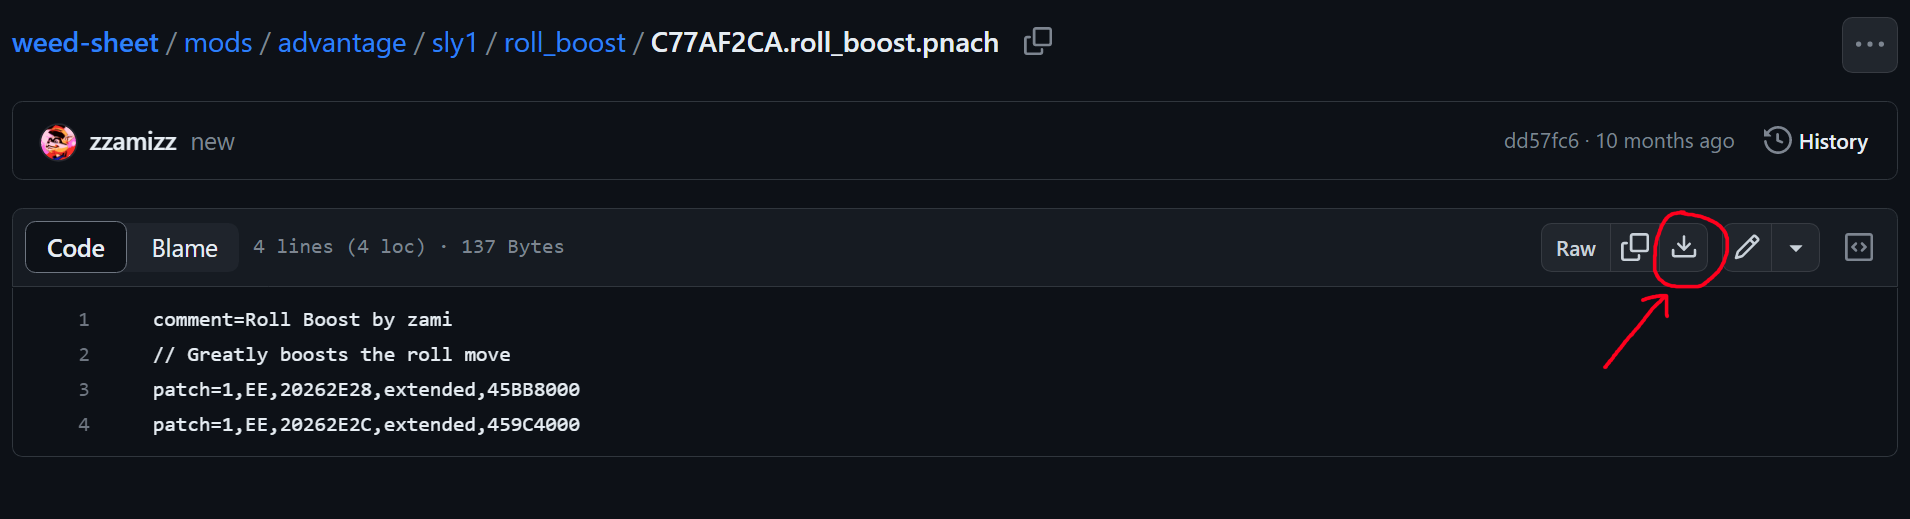 weed-sheet / mods / advantage / sly1 / roll_boost / C77AF2CA.roll_boost.pnach
zzamizz new dd57fc6 · 10 months ago History
Code Blame 4 lines (4 loc) · 137 Bytes Raw
1 comment=Roll Boost by zami
2 // Greatly boosts the roll move
3 patch=1,EE,20262E28,extended,45BB8000
4 patch=1,EE,20262E2C,extended,459C4000